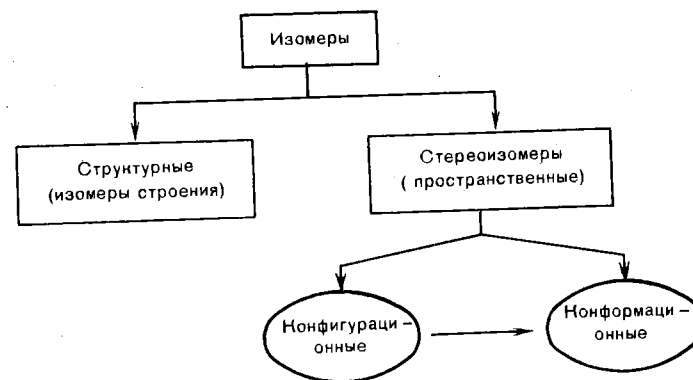 Изомеры
Структурные
(изомеры строения)
Стереоизомеры
( пространственные)
Конфигураци -
онные
Конформаци -
онные